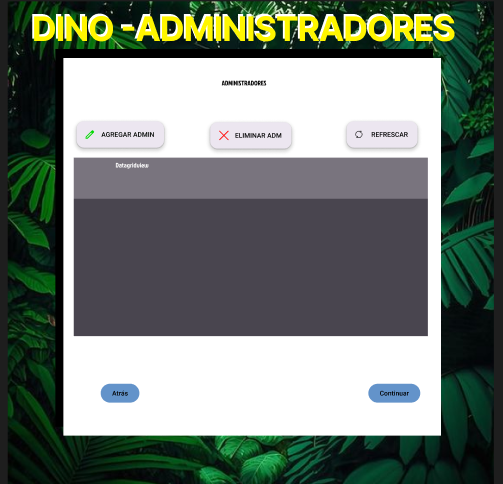 DINO -ADMINISTRADORES
ADMINISTRADORES
AGREGAR ADMIN
ELIMINAR ADM
REFRESCAR
Datagridview
Atrás
Continuar